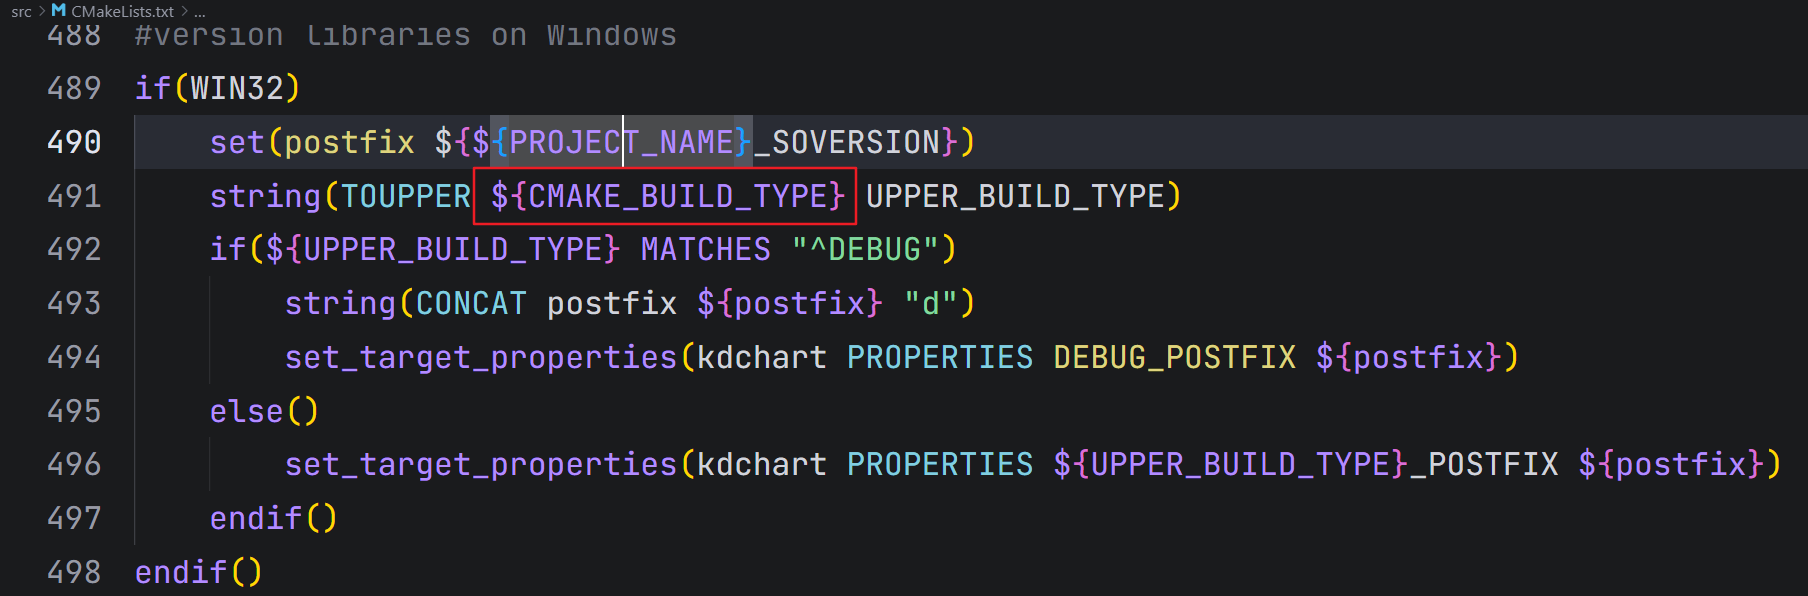 src > CMakeLists.txt > ...
488 #version libraries on Windows
489 if(WIN32)
490     set(postfix ${${PROJECT_NAME}_SOVERSION})
491     string(TOUPPER ${CMAKE_BUILD_TYPE} UPPER_BUILD_TYPE)
492     if(${UPPER_BUILD_TYPE} MATCHES "^DEBUG")
493         string(CONCAT postfix ${postfix} "d")
494         set_target_properties(kdchart PROPERTIES DEBUG_POSTFIX ${postfix})
495     else()
496         set_target_properties(kdchart PROPERTIES ${UPPER_BUILD_TYPE}_POSTFIX ${postfix})
497     endif()
498 endif()